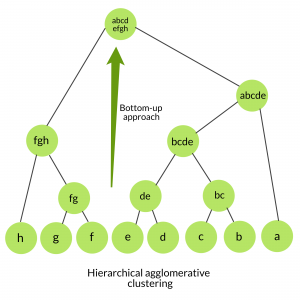 abcd
efgh
abcde
Bottom-up
approach
fgh
bcde
fg
de
bc
h
g
f
e
d
c
b
a
Hierarchical agglomerative
clustering